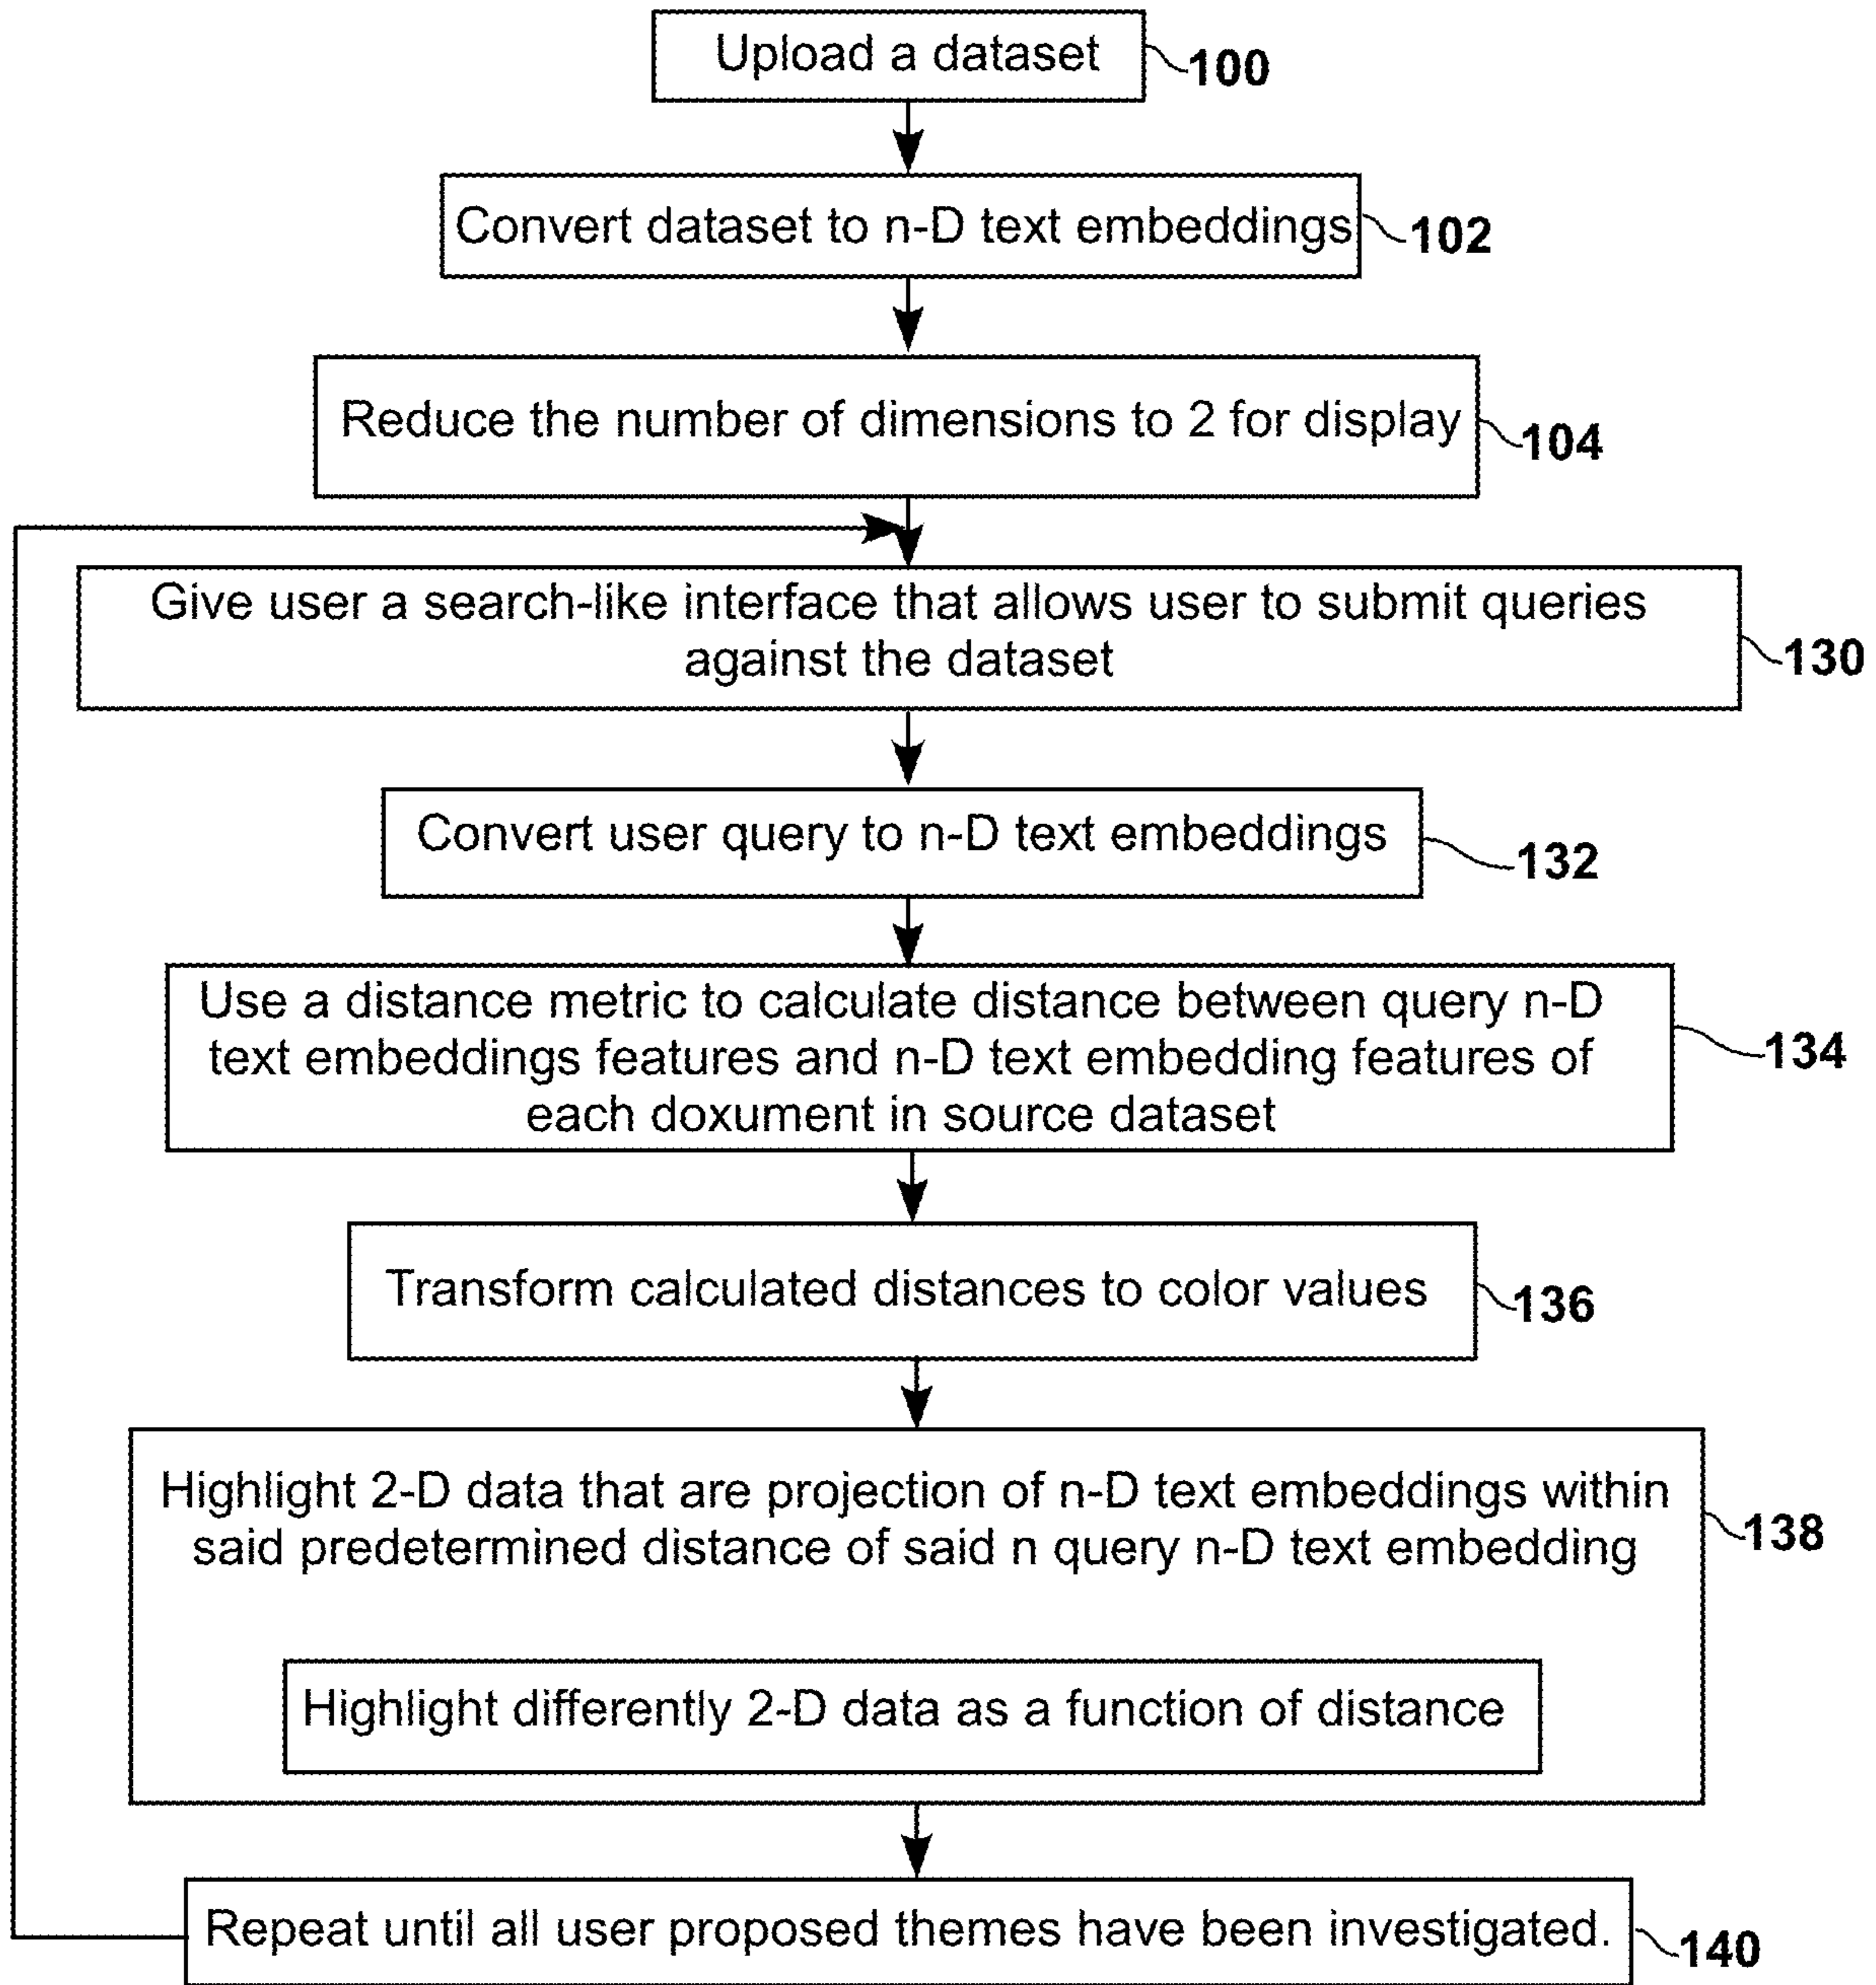 Upload a dataset
100
Convert dataset to n-D text embeddings
102
Reduce the number of dimensions to 2 for display
104
Give user a search-like interface that allows user to submit queries
against the dataset
130
Convert user query to n-D text embeddings
132
Use a distance metric to calculate distance between query n-D
text embeddings features and n-D text embedding features of
each doxument in source dataset
134
Transform calculated distances to color values
136
Highlight 2-D data that are projection of n-D text embeddings within
said predetermined distance of said n query n-D text embedding
138
Highlight differently 2-D data as a function of distance
Repeat until all user proposed themes have been investigated.
140